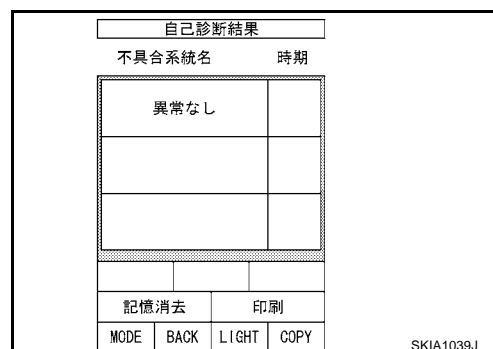 自己診断結果
不具合系統名 時期
異常なし
記憶消去 印刷
MODE BACK LIGHT COPY
SKIA1039J